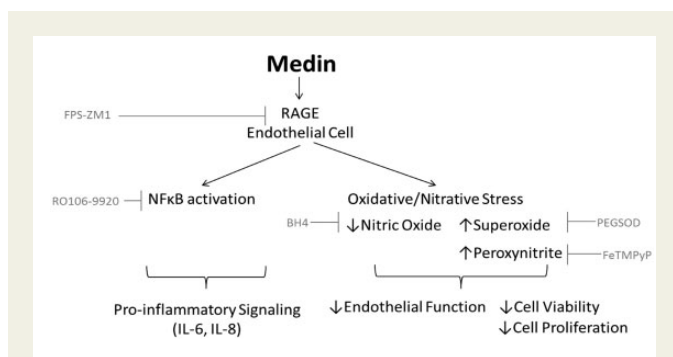 Medin
FPS-ZM1
RAGE
Endothelial Cell
RO106-9920
NFκB activation
Oxidative/Nitrative Stress
BH4
↓Nitric Oxide
↑Superoxide
PEGSOD
↑Peroxynitrite
FeTMPyP
Pro-inflammatory Signaling
(IL-6, IL-8)
↓Endothelial Function
↓Cell Viability
↓Cell Proliferation